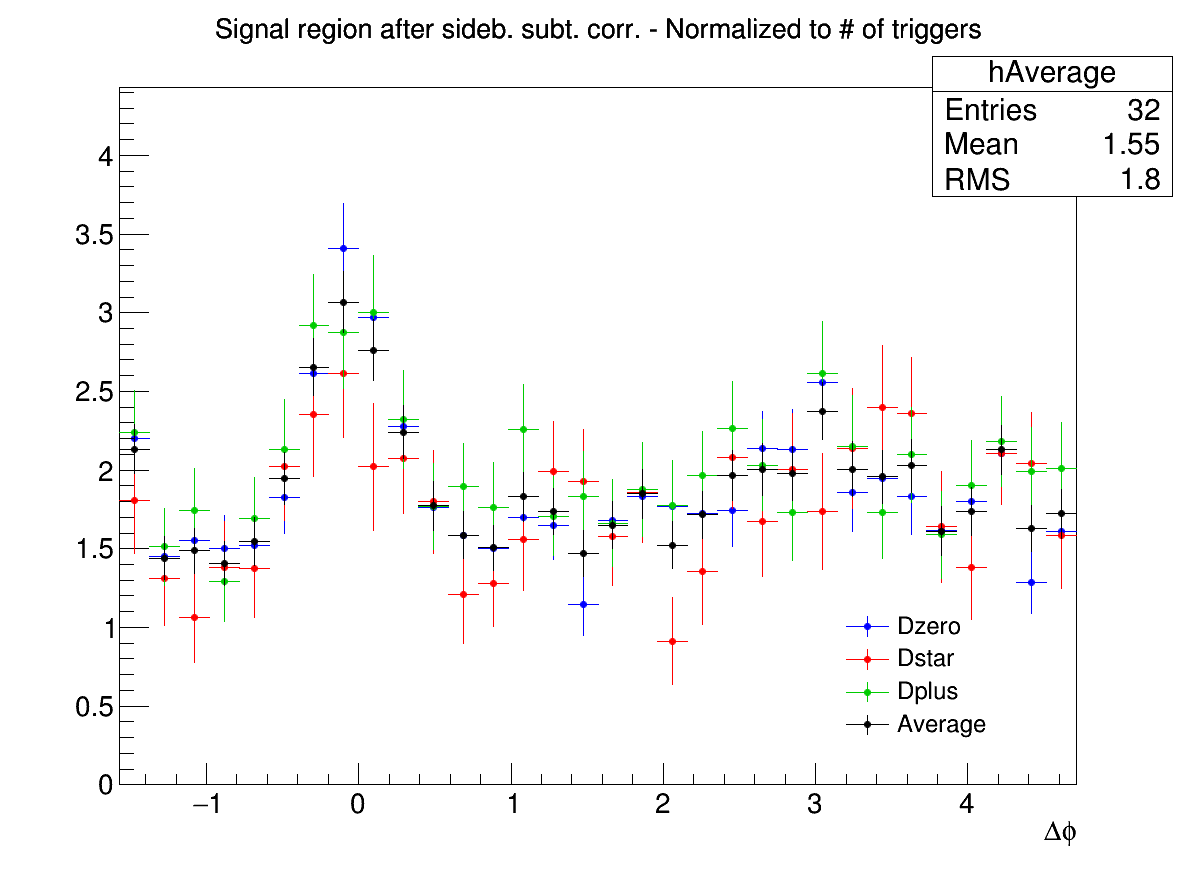 Signal region after sideb. subt. corr. - Normalized to # of triggers
hAverage
Entries 32
Mean 1.55
RMS 1.8
4
3.5
3
2.5
2
1.5
1
0.5
0
Dzero
Dstar
Dplus
Average
−1 0 1 2 3 4
Δϕ